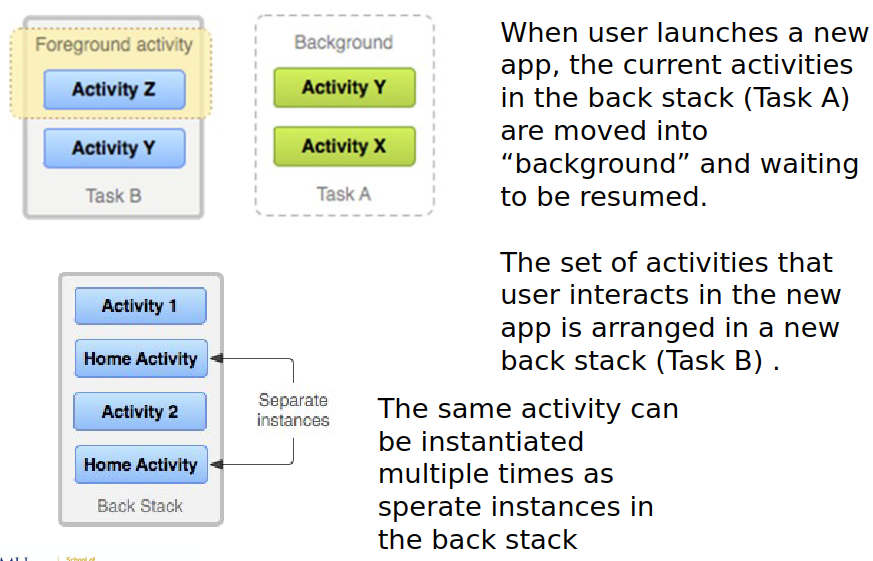 Foreground activity
Activity Z
Activity Y
Task B
Background
Activity Y
Activity X
Task A
When user launches a new
app, the current activities
in the back stack (Task A)
are moved into
“background” and waiting
to be resumed.
The set of activities that
user interacts in the new
app is arranged in a new
back stack (Task B) .
Activity 1
Home Activity
Activity 2
Home Activity
Back Stack
Separate
instances
The same activity can
be instantiated
multiple times as
sperate instances in
the back stack
School of